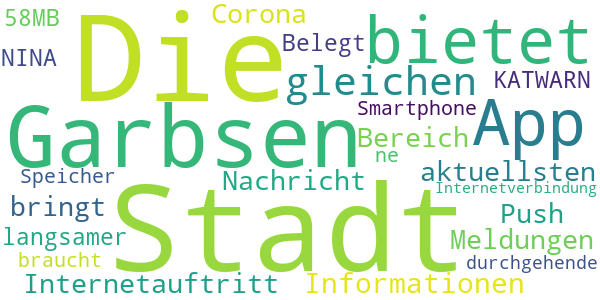 58MB
Corona
Die
bietet
Belegt
NINA
gleichen
KATWARN
Smartphone
Garbsen
App
Bereich
ne
aktuellsten
Speicher
Nachricht
Internetverbindung
Stadt
bringt
Push
langsamer
Meldungen
braucht
durchgehende
Internetauftritt
Informationen